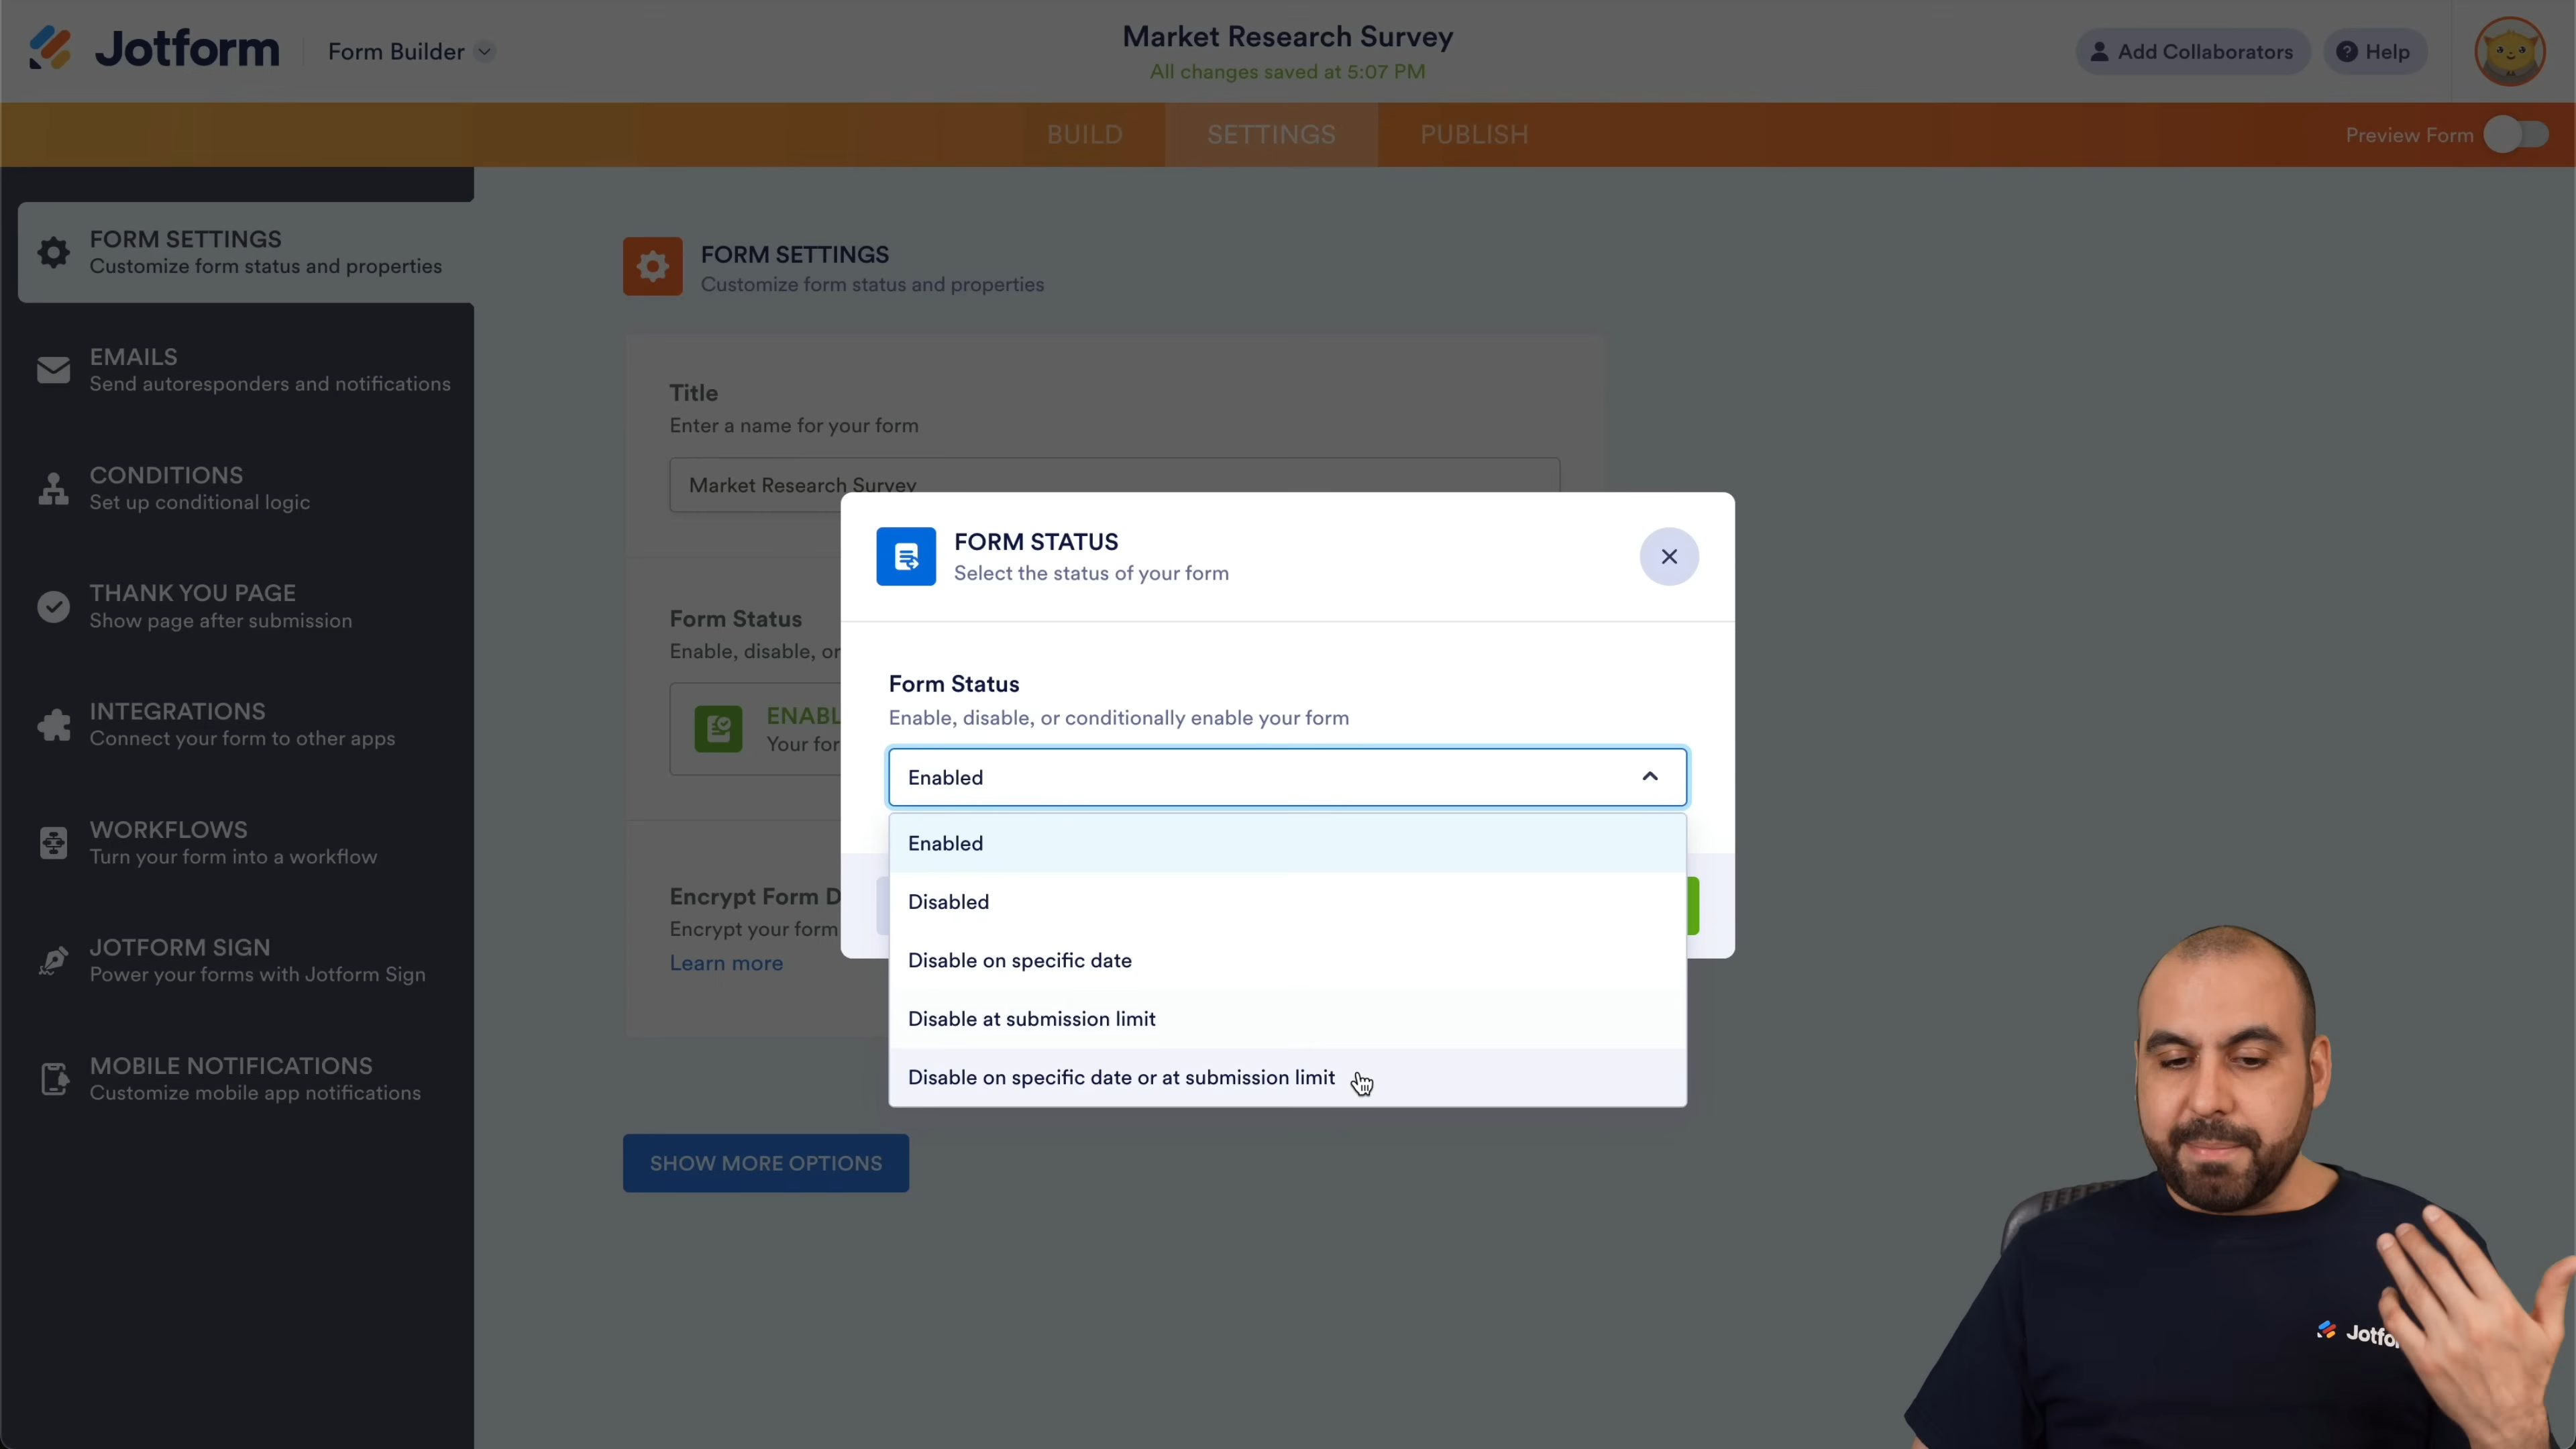 Jotform
Form Builder
Market Research Survey
All changes saved at 5:07 PM
Add Collaborators
Help
BUILD
SETTINGS
PUBLISH
Preview Form
FORM SETTINGS
Customize form status and properties
EMAILS
Send autoresponders and notifications
CONDITIONS
Set up conditional logic
THANK YOU PAGE
Show page after submission
INTEGRATIONS
Connect your form to other apps
WORKFLOWS
Turn your form into a workflow
JOTFORM SIGN
Power your forms with Jotform Sign
MOBILE NOTIFICATIONS
Customize mobile app notifications
FORM SETTINGS
Customize form status and properties
Title
Enter a name for your form
Market Research Survey
Form Status
Enable, disable, or
ENABL
Your for
Encrypt Form D
Encrypt your form
Learn more
SHOW MORE OPTIONS
FORM STATUS
Select the status of your form
Form Status
Enable, disable, or conditionally enable your form
Enabled
Enabled
Disabled
Disable on specific date
Disable at submission limit
Disable on specific date or at submission limit
Jotfo